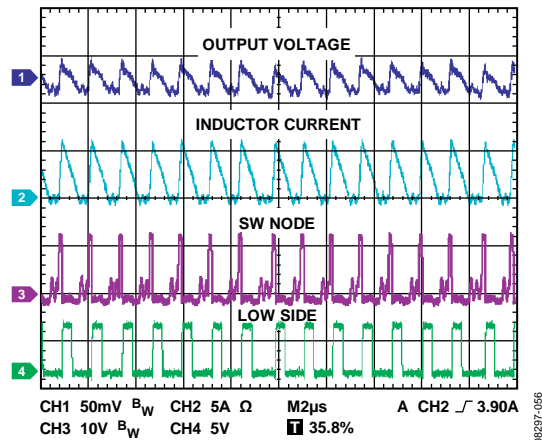 OUTPUT VOLTAGE
1
INDUCTOR CURRENT
2
SW NODE
3
LOW SIDE
4
CH1 50mV BW CH2 5A Ω M2µs A CH2 3.90A
CH3 10V BW CH4 5V T 35.8%
08297-056